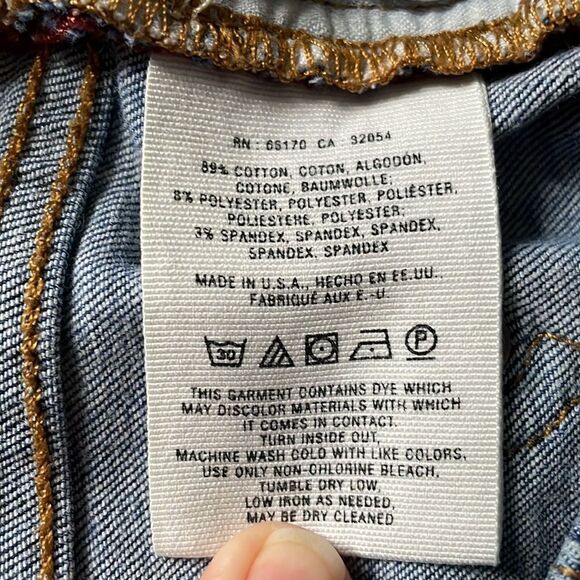 RN : 66170 CA : 32054
89% COTTON, COTON, ALGODÓN,
COTONE, BAUMWOLLE;
8% POLYESTER, POLYESTER, POLIÉSTER,
POLIESTERE, POLYESTER;
3% SPANDEX, SPANDEX, SPANDEX,
SPANDEX, SPANDEX
MADE IN U.S.A., HECHO EN EE.UU.,
FABRIQUÉ AUX É.-U.
30 P
THIS GARMENT CONTAINS DYE WHICH
MAY DISCOLOR MATERIALS WITH WHICH
IT COMES IN CONTACT.
TURN INSIDE OUT,
MACHINE WASH COLD WITH LIKE COLORS,
USE ONLY NON-CHLORINE BLEACH,
TUMBLE DRY LOW,
LOW IRON AS NEEDED,
MAY BE DRY CLEANED